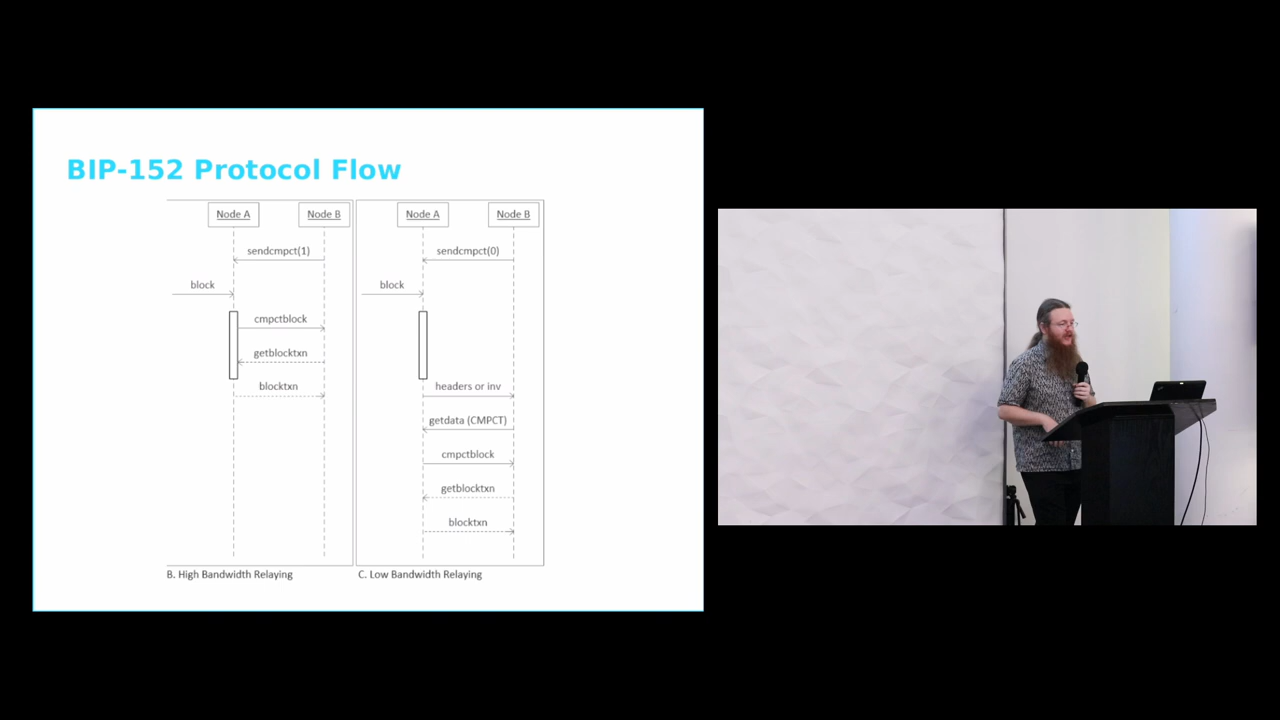 BIP-152 Protocol Flow
Node A
Node B
sendcmpct(1)
block
cmpctblock
getblocktxn
blocktxn
B. High Bandwidth Relaying
Node A
Node B
sendcmpct(0)
block
headers or inv
getdata (CMPCT)
cmpctblock
getblocktxn
blocktxn
C. Low Bandwidth Relaying